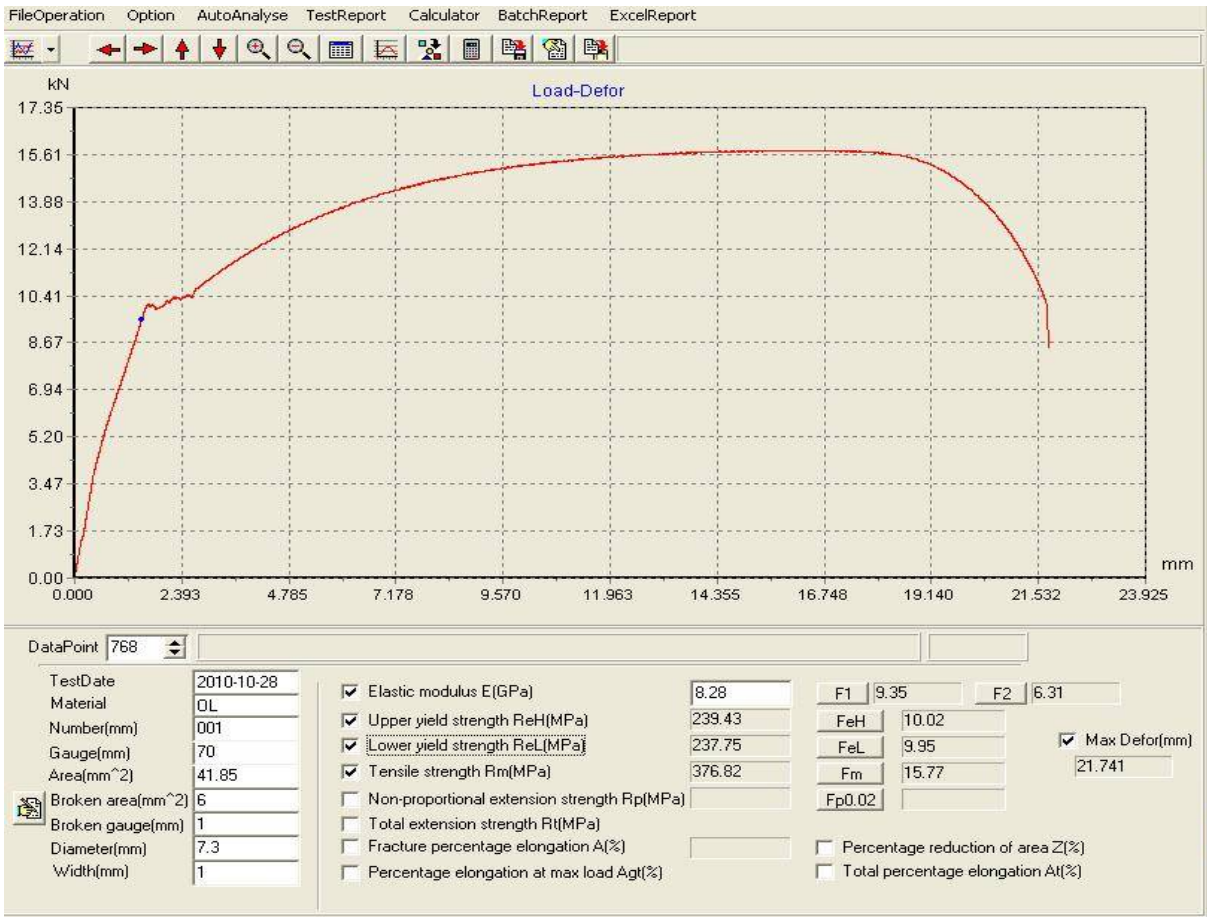 FileOperation Option AutoAnalyse TestReport Calculator BatchReport ExcelReport
kN
Load-Defor
17.35
15.61
13.88
12.14
10.41
8.67
6.94
5.20
3.47
1.73
0.00
mm
0.000 2.393 4.785 7.178 9.570 11.963 14.355 16.748 19.140 21.532 23.925
DataPoint 768
TestDate 2010-10-28
Material OL
Number(mm) 001
Gauge(mm) 70
Area(mm^2) 41.85
Broken area(mm^2) 6
Broken gauge(mm) 1
Diameter(mm) 7.3
Width(mm) 1
Elastic modulus E(GPa) 8.28
Upper yield strength ReH(MPa) 239.43
Lower yield strength ReL(MPa) 237.75
Tensile strength Rm(MPa) 376.82
Non-proportional extension strength Rp(MPa)
Total extension strength Rt(MPa)
Fracture percentage elongation A(%)
Percentage elongation at max load Agt(%)
F1 9.35 F2 6.31
FeH 10.02
FeL 9.95
Fm 15.77
Fp0.02
Max Defor(mm)
21.741
Percentage reduction of area Z(%)
Total percentage elongation At(%)